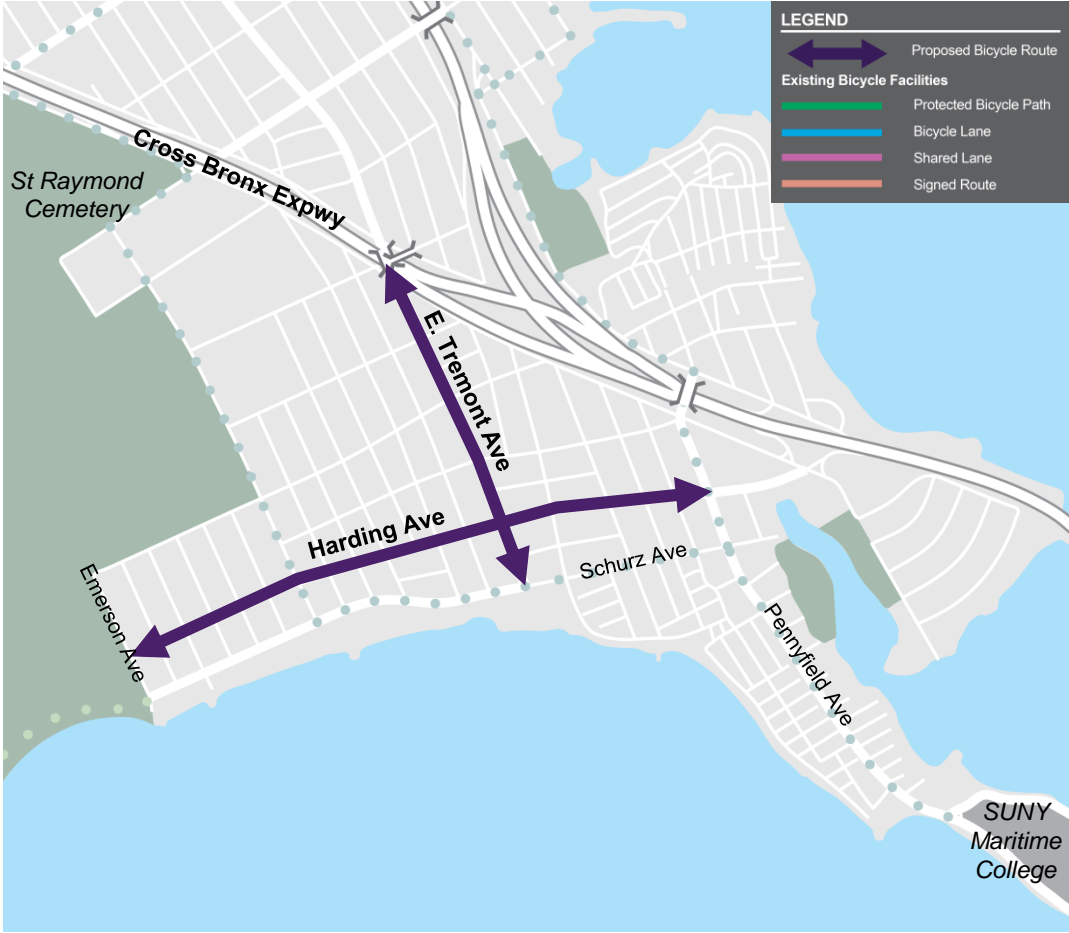 LEGEND
Proposed Bicycle Route
Existing Bicycle Facilities
Protected Bicycle Path
Bicycle Lane
Shared Lane
Signed Route
Cross Bronx Expwy
St Raymond
Cemetery
E. Tremont Ave
Harding Ave
Schurz Ave
Emerson Ave
Pennyfield Ave
SUNY
Maritime
College